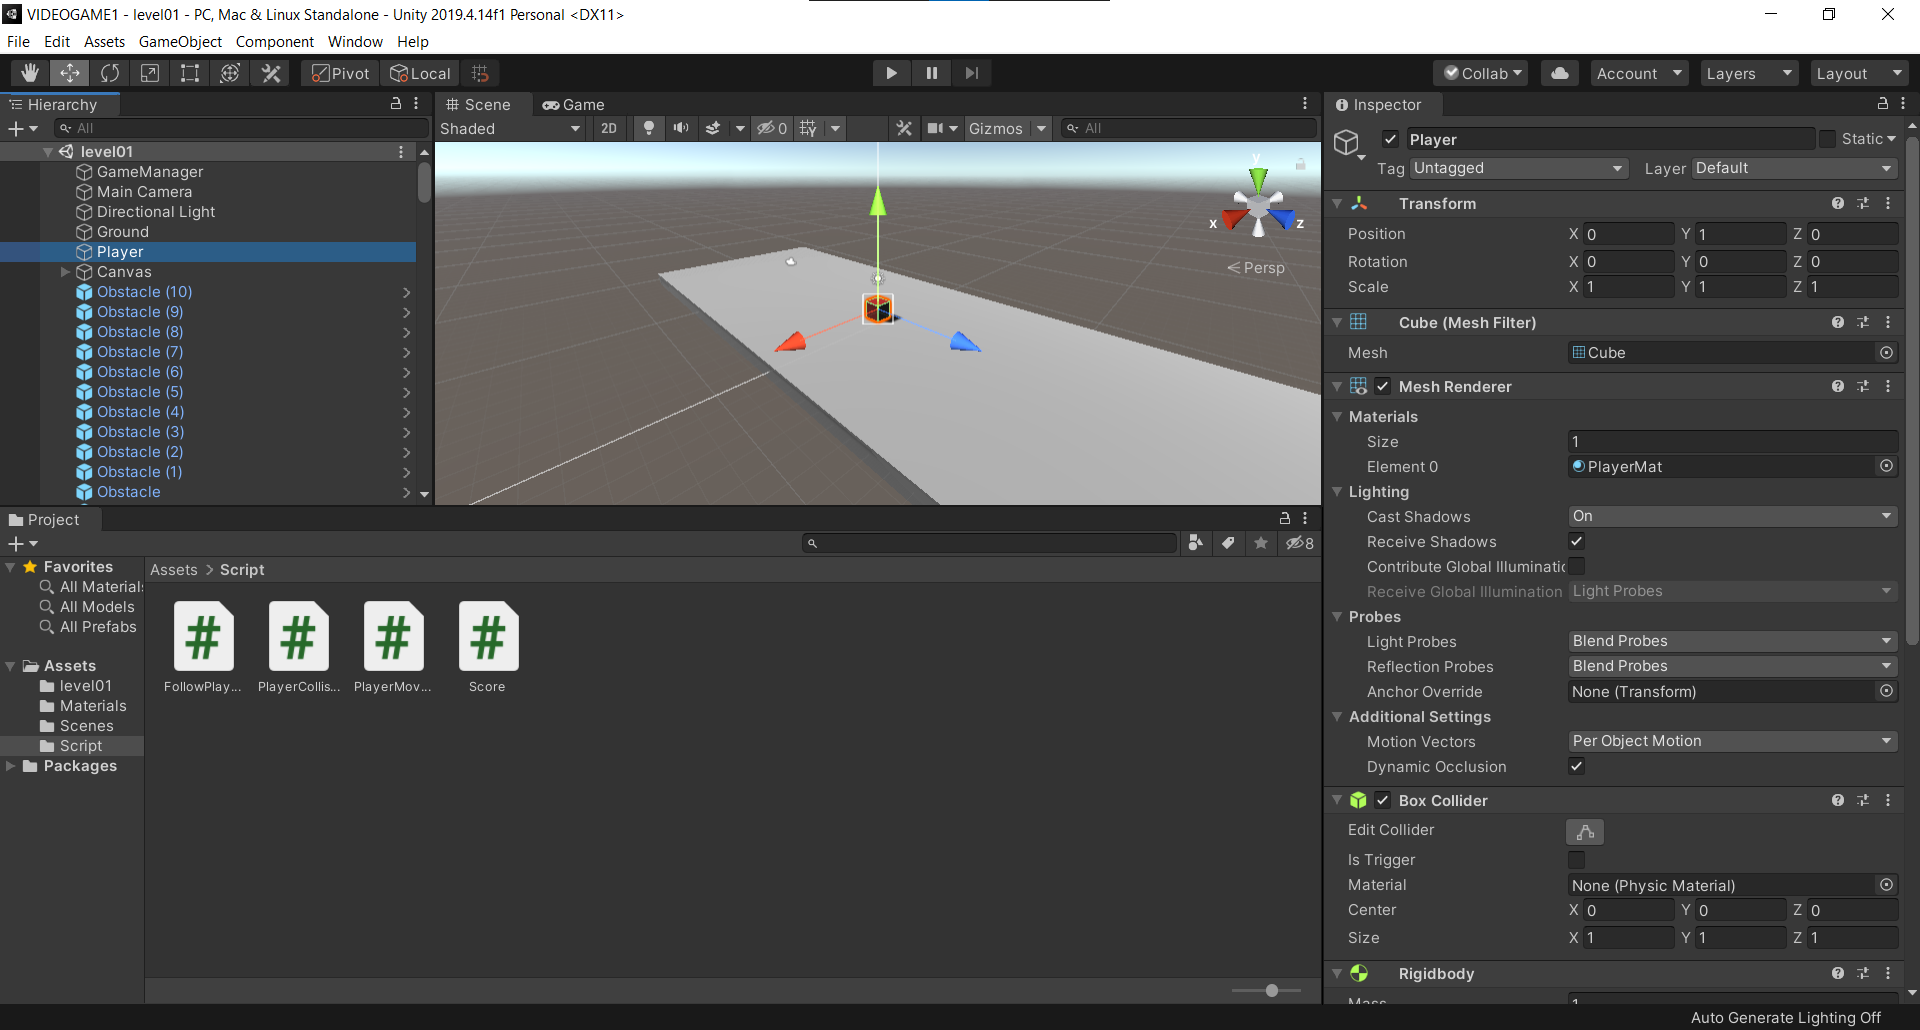 VIDEOGAME1 - level01 - PC, Mac & Linux Standalone - Unity 2019.4.14f1 Personal <DX11>
File Edit Assets GameObject Component Window Help
Pivot Local Collab Account Layers Layout
Hierarchy
All
level01
GameManager
Main Camera
Directional Light
Ground
Player
Canvas
Obstacle (10)
Obstacle (9)
Obstacle (8)
Obstacle (7)
Obstacle (6)
Obstacle (5)
Obstacle (4)
Obstacle (3)
Obstacle (2)
Obstacle (1)
Obstacle
Scene Game
Shaded 2D 0 Gizmos All
y
x z
Persp
Project
8
Favorites
All Materials
All Models
All Prefabs
Assets
level01
Materials
Scenes
Script
Packages
Assets > Script
FollowPlay... PlayerCollis... PlayerMov... Score
Inspector
Player Static
Tag Untagged Layer Default
Transform
Position X 0 Y 1 Z 0
Rotation X 0 Y 0 Z 0
Scale X 1 Y 1 Z 1
Cube (Mesh Filter)
Mesh Cube
Mesh Renderer
Materials
Size 1
Element 0 PlayerMat
Lighting
Cast Shadows On
Receive Shadows
Contribute Global Illuminatic
Receive Global Illumination Light Probes
Probes
Light Probes Blend Probes
Reflection Probes Blend Probes
Anchor Override None (Transform)
Additional Settings
Motion Vectors Per Object Motion
Dynamic Occlusion
Box Collider
Edit Collider
Is Trigger
Material None (Physic Material)
Center X 0 Y 0 Z 0
Size X 1 Y 1 Z 1
Rigidbody
Mass 1
Auto Generate Lighting Off